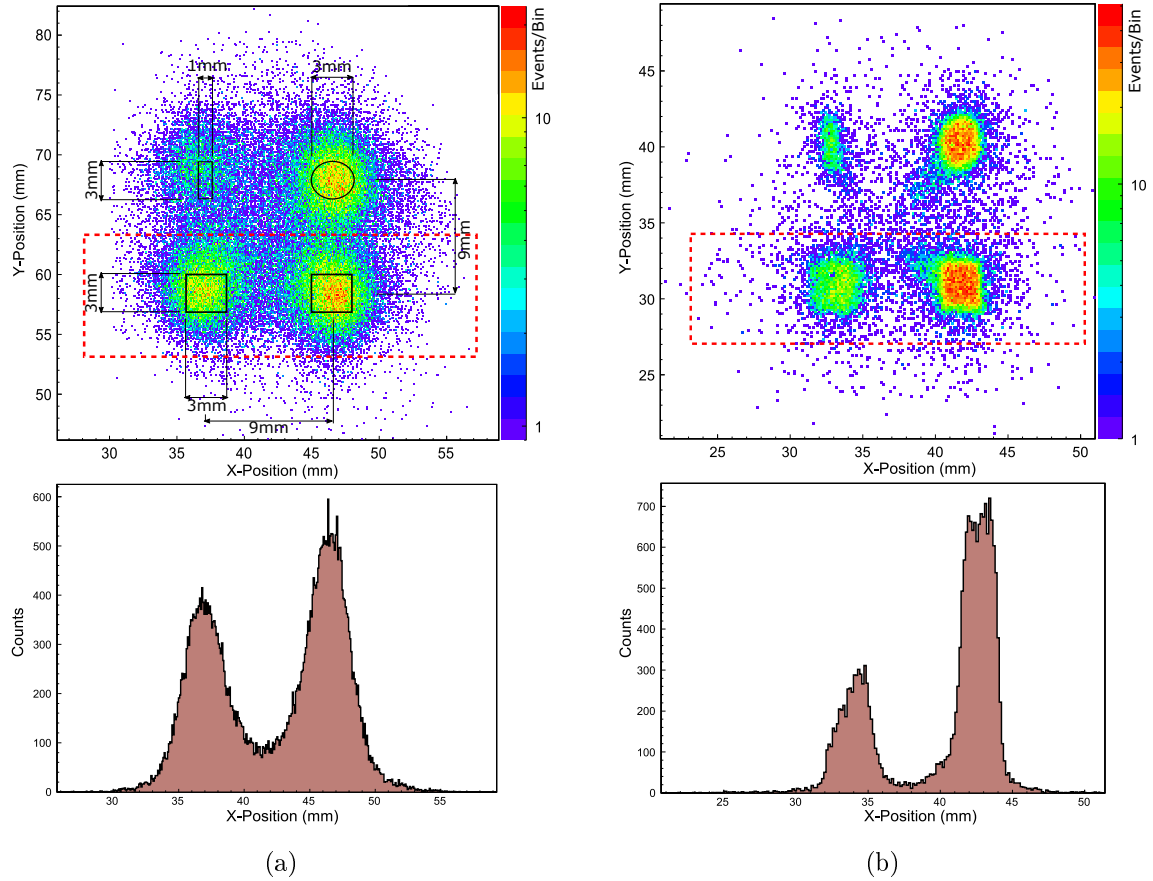 80
75
70
65
60
55
50
Y-Position (mm)
30 35 40 45 50 55
X-Position (mm)
1mm
3mm
3mm
9mm
3mm
3mm
9mm
Events/Bin
10
1
45
40
35
30
25
Y-Position (mm)
25 30 35 40 45 50
X-Position (mm)
Events/Bin
10
1
600
500
400
300
200
100
0
Counts
30 35 40 45 50 55
X-Position (mm)
700
600
500
400
300
200
100
0
Counts
25 30 35 40 45 50
X-Position (mm)
(a)
(b)